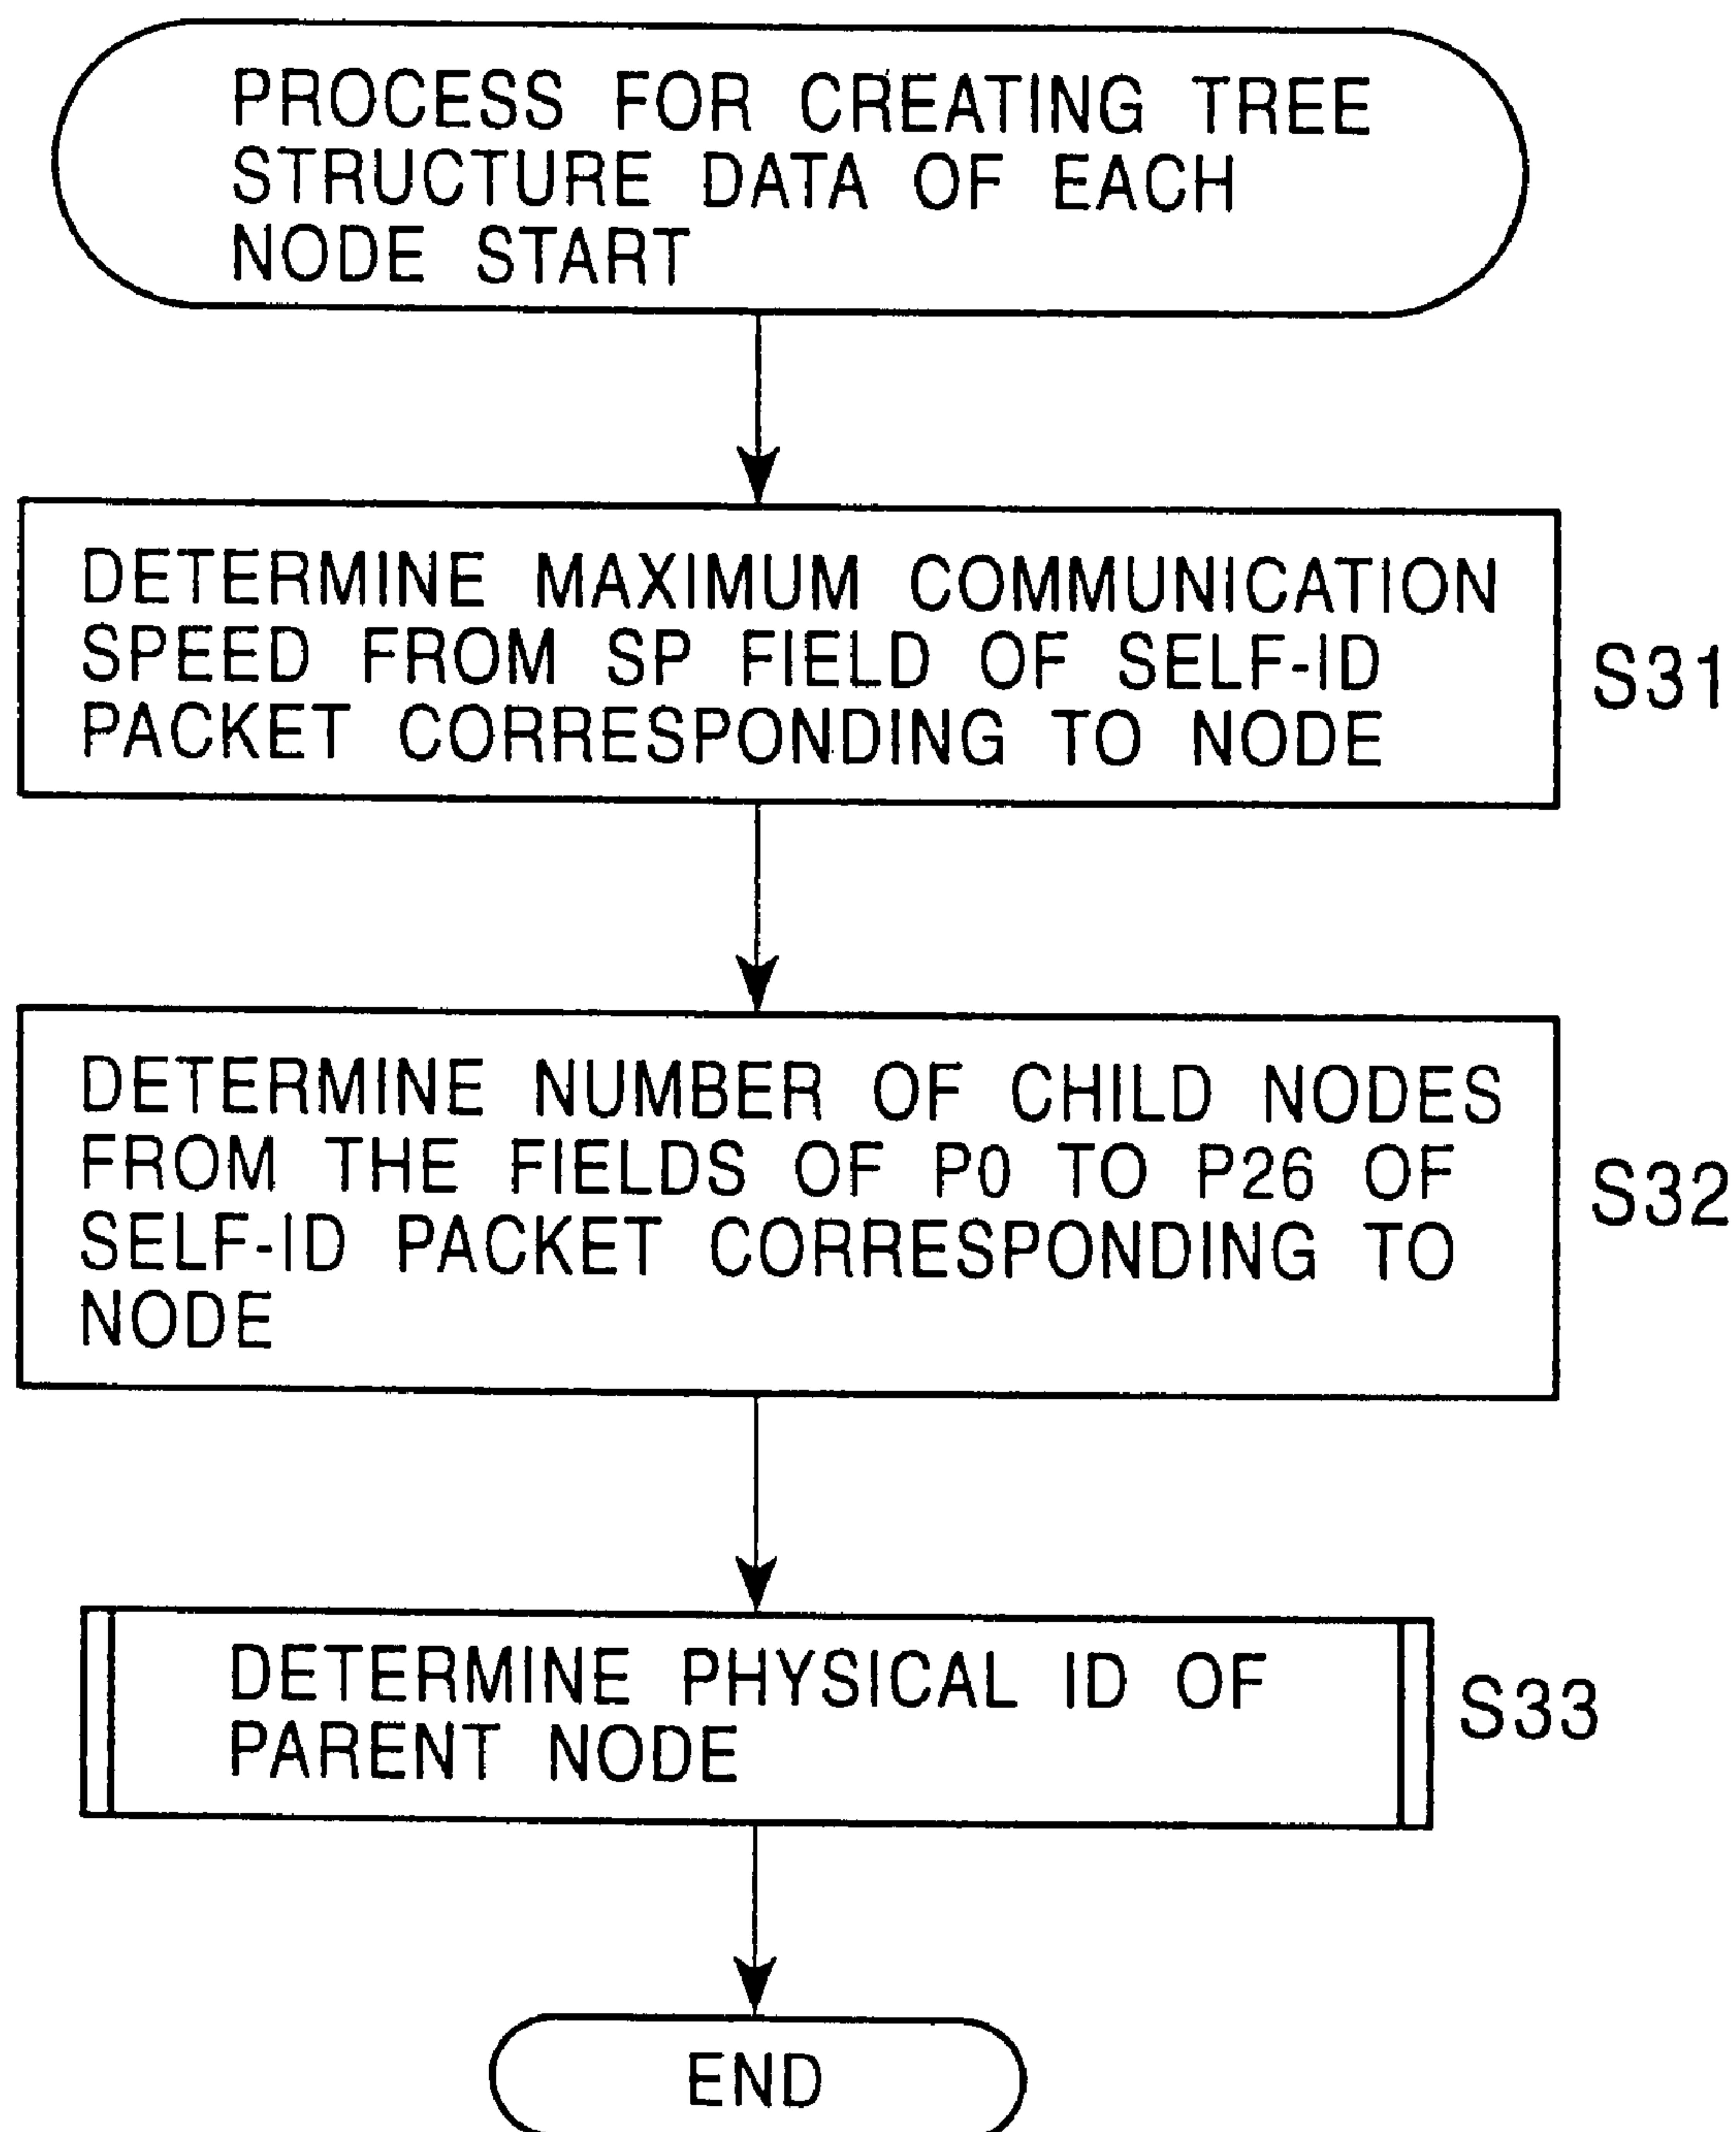 PROCESS FOR CREATING TREE
STRUCTURE DATA OF EACH
NODE START
DETERMINE MAXIMUM COMMUNICATION
SPEED FROM SP FIELD OF SELF-ID
PACKET CORRESPONDING TO NODE
S31
DETERMINE NUMBER OF CHILD NODES
FROM THE FIELDS OF P0 TO P26 OF
SELF-ID PACKET CORRESPONDING TO
NODE
S32
DETERMINE PHYSICAL ID OF
PARENT NODE
S33
END